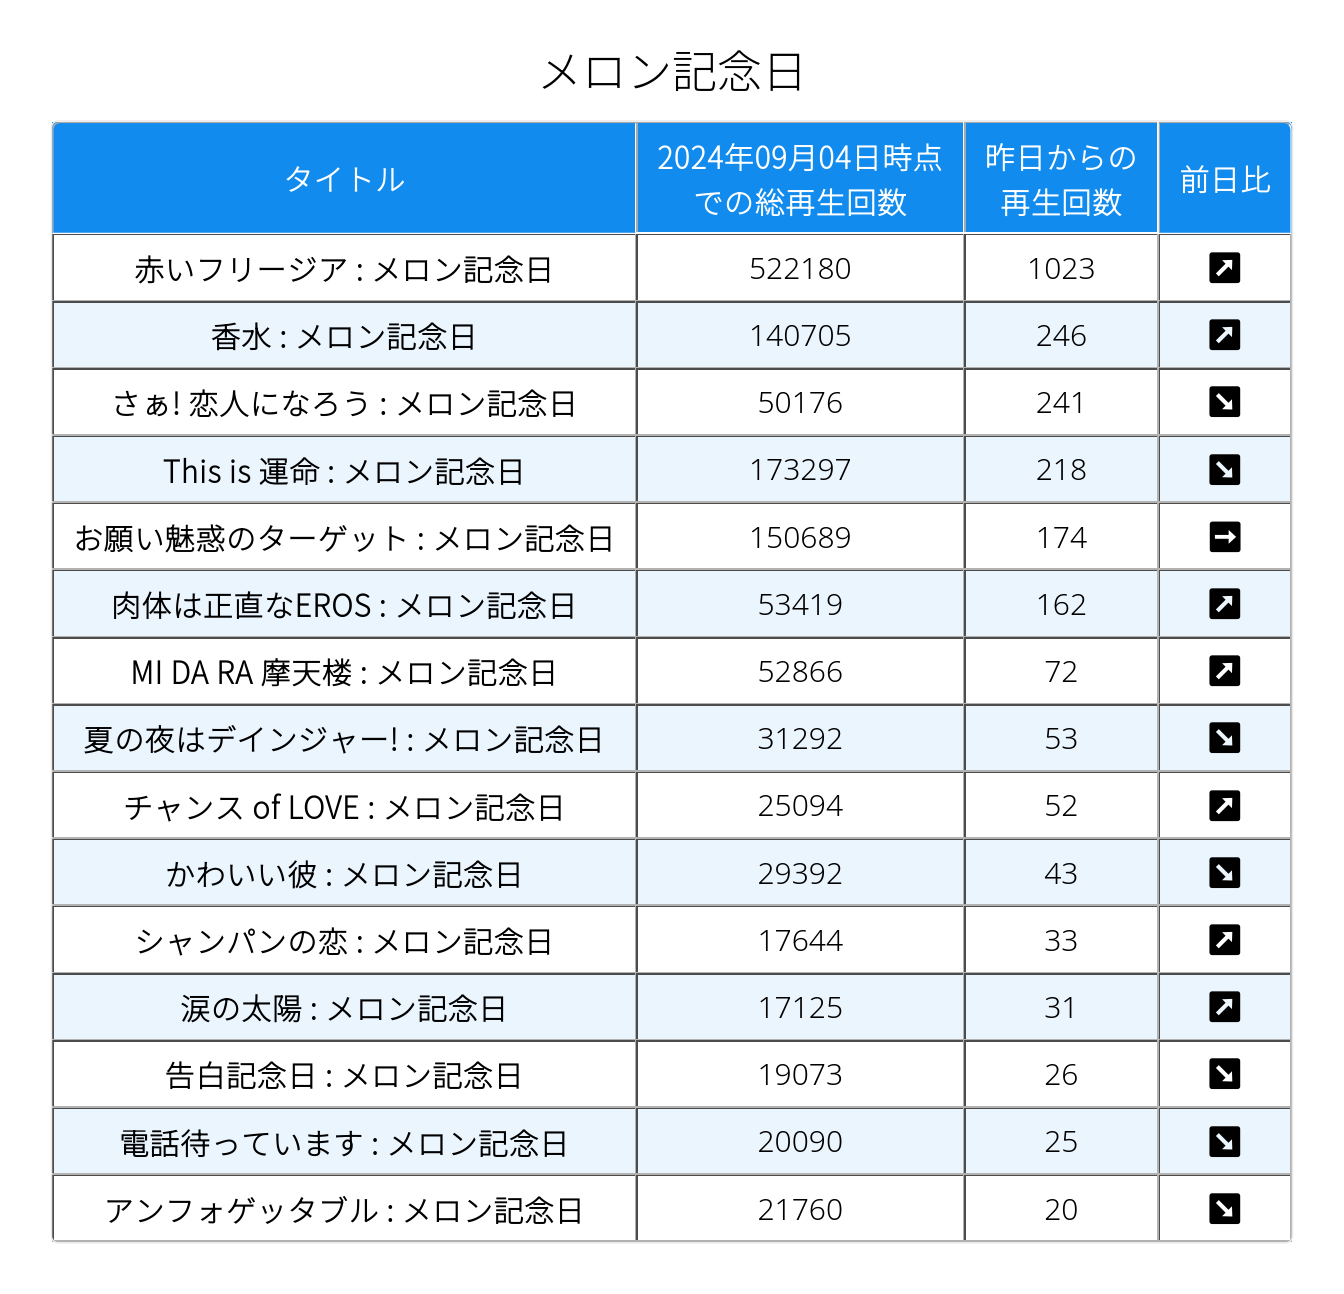 メロン記念日
タイトル 2024年09月04日時点での総再生回数 昨日からの再生回数 前日比
赤いフリージア : メロン記念日 522180 1023 ↗
香水 : メロン記念日 140705 246 ↗
さぁ! 恋人になろう : メロン記念日 50176 241 ↘
This is 運命 : メロン記念日 173297 218 ↘
お願い魅惑のターゲット : メロン記念日 150689 174 →
肉体は正直なEROS : メロン記念日 53419 162 ↗
MI DA RA 摩天楼 : メロン記念日 52866 72 ↗
夏の夜はデインジャー! : メロン記念日 31292 53 ↘
チャンス of LOVE : メロン記念日 25094 52 ↗
かわいい彼 : メロン記念日 29392 43 ↘
シャンパンの恋 : メロン記念日 17644 33 ↗
涙の太陽 : メロン記念日 17125 31 ↗
告白記念日 : メロン記念日 19073 26 ↘
電話待っています : メロン記念日 20090 25 ↘
アンフォゲッタブル : メロン記念日 21760 20 ↘